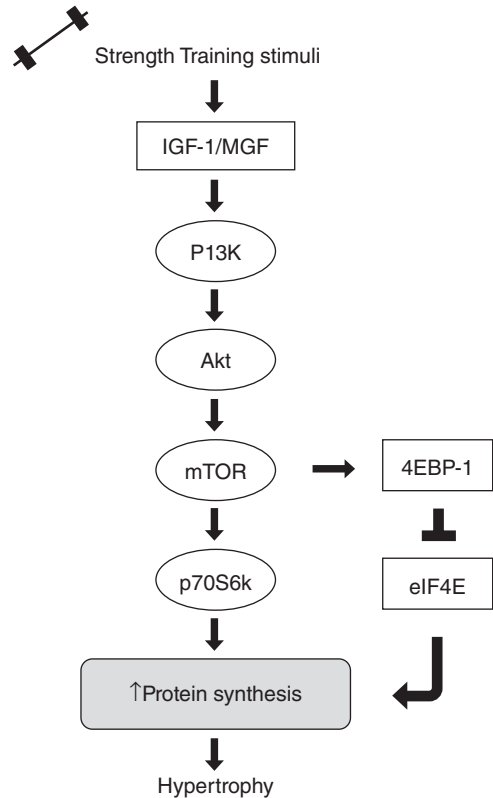 Strength Training stimuli
IGF-1/MGF
P13K
Akt
mTOR
4EBP-1
p70S6k
eIF4E
↑Protein synthesis
Hypertrophy